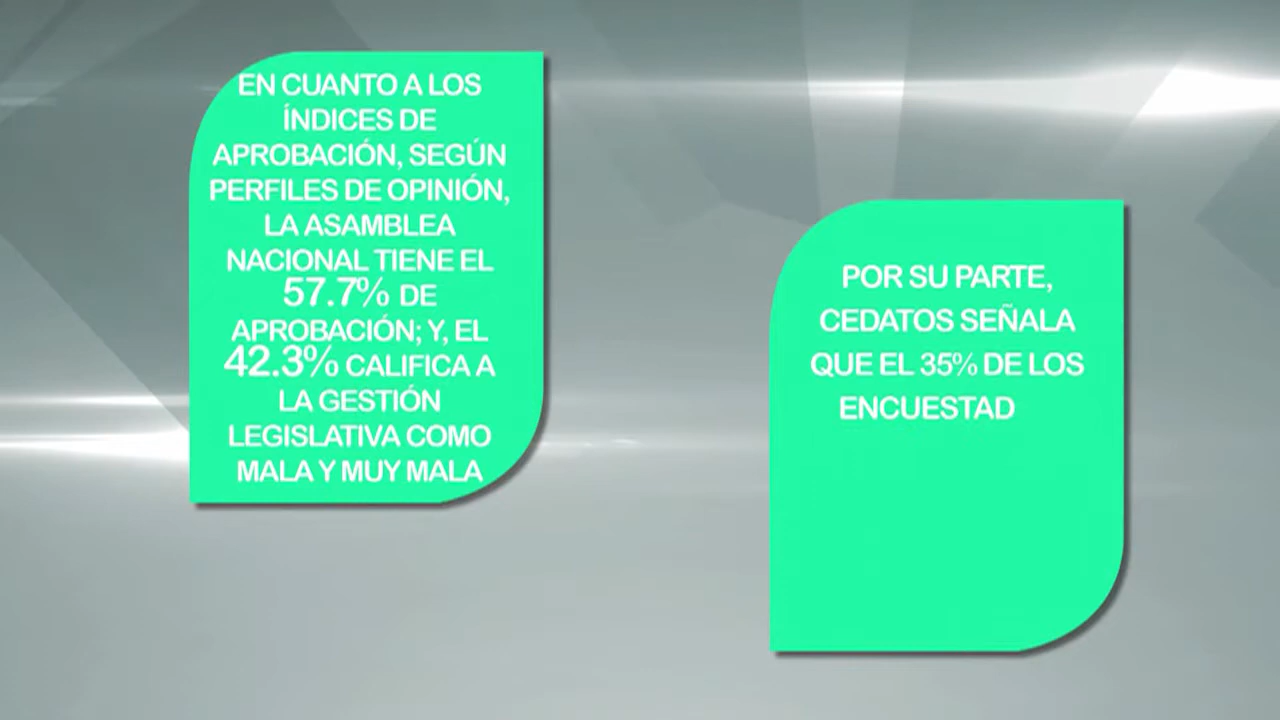 EN CUANTO A LOS
ÍNDICES DE
APROBACIÓN, SEGÚN
PERFILES DE OPINIÓN,
LA ASAMBLEA
NACIONAL TIENE EL
57.7% DE
APROBACIÓN; Y, EL
42.3% CALIFICA A
LA GESTIÓN
LEGISLATIVA COMO
MALA Y MUY MALA
POR SU PARTE,
CEDATOS SEÑALA
QUE EL 35% DE LOS
ENCUESTAD